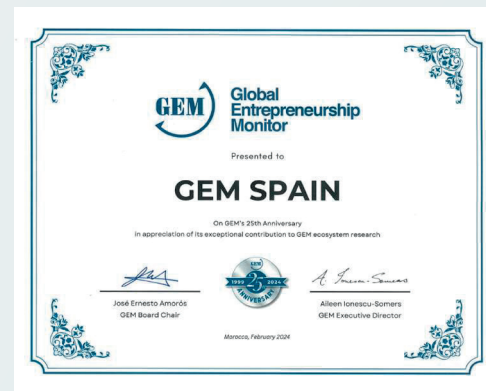 GEM
Global
Entrepreneurship
Monitor
Presented to
GEM SPAIN
On GEM's 25th Anniversary
in appreciation of its exceptional contribution to GEM ecosystem research
GEM
1999 25 2024
ANNIVERSARY
A. Ionescu-Somers
José Ernesto Amorós
GEM Board Chair
Aileen Ionescu-Somers
GEM Executive Director
Morocco, February 2024